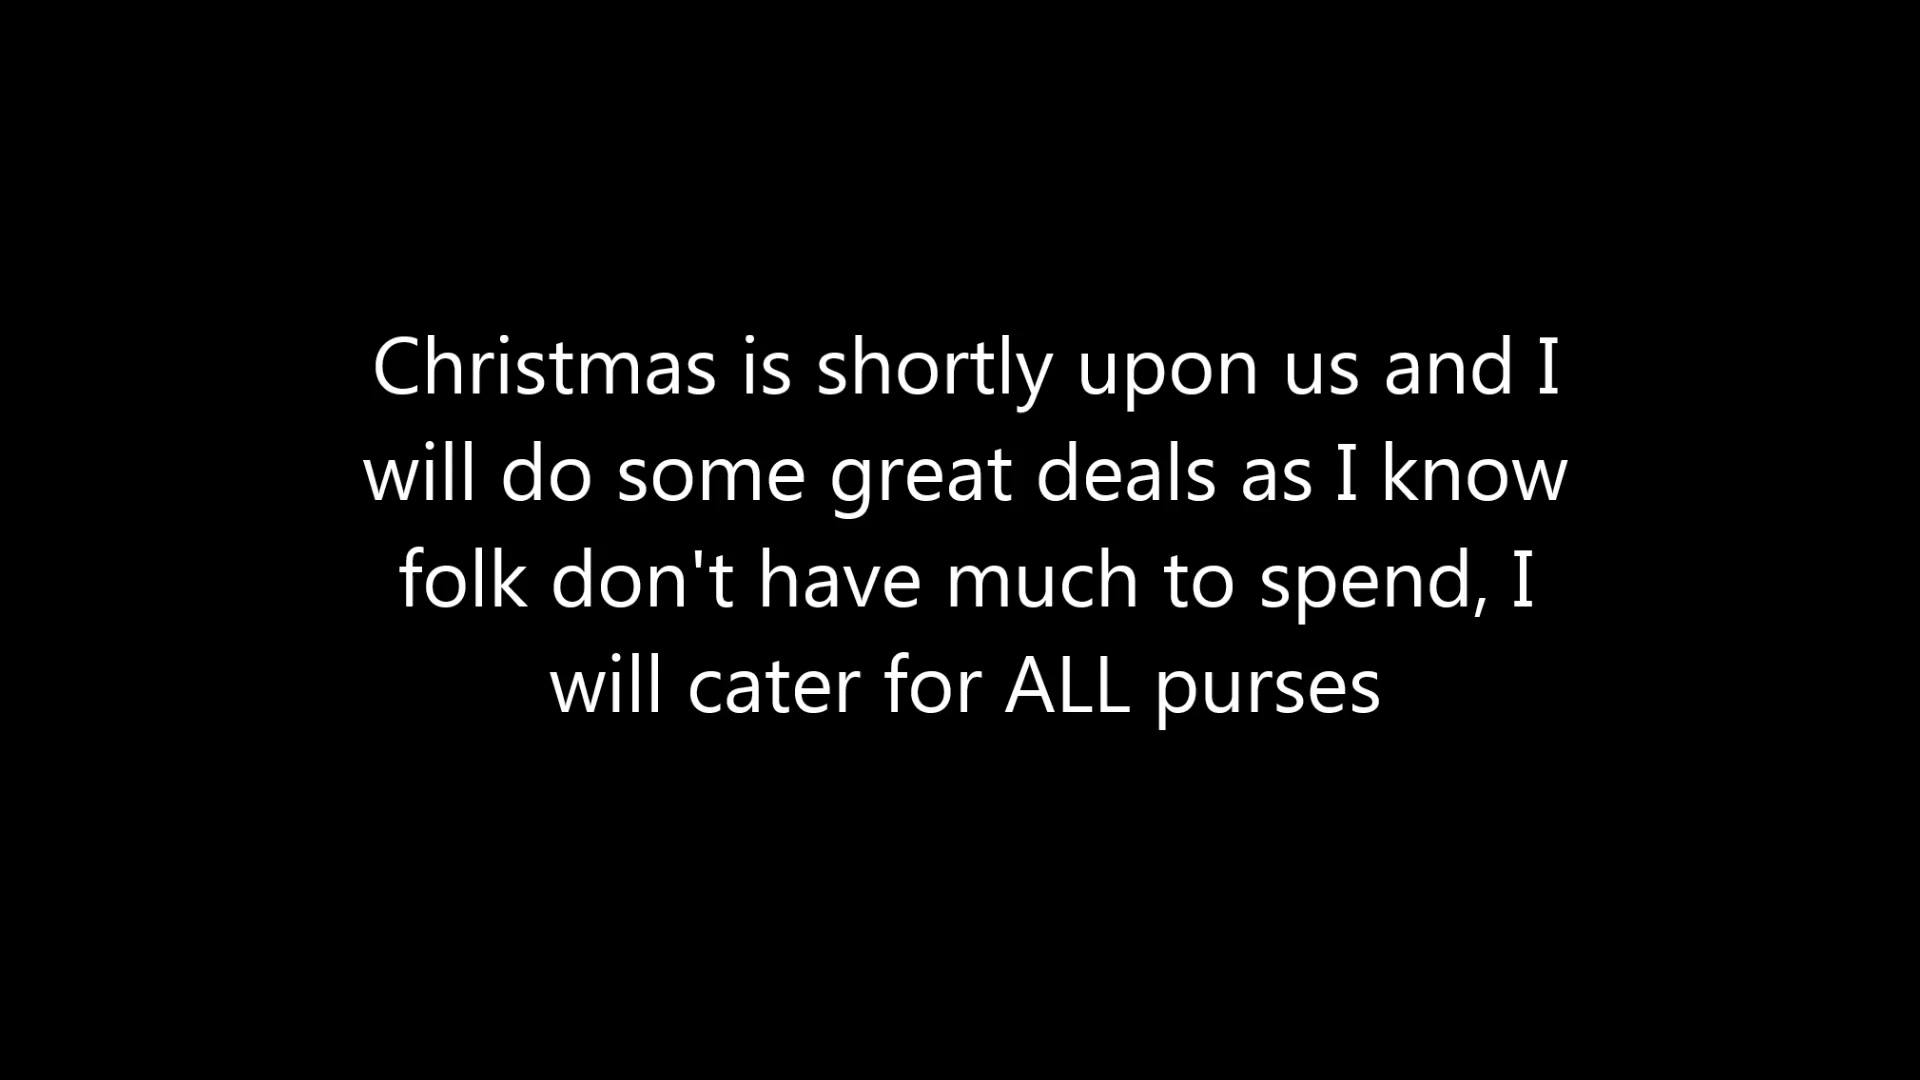 Christmas is shortly upon us and I
will do some great deals as I know
folk don't have much to spend, I
will cater for ALL purses